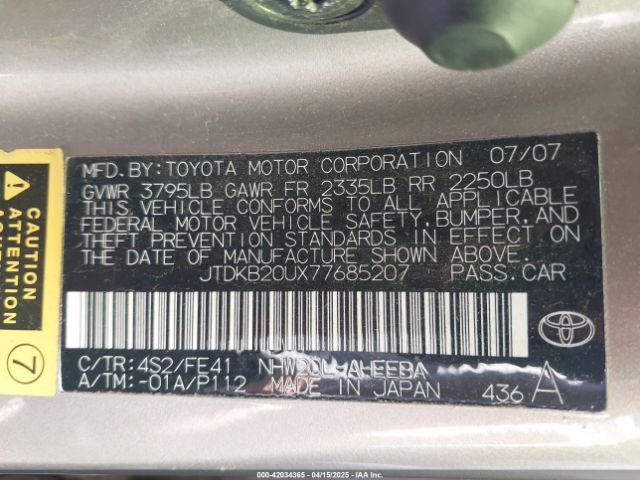 MFD.BY:TOYOTA MOTOR CORPORATION 07/07
GVWR 3795LB GAWR FR 2335LB RR 2250LB
THIS VEHICLE CONFORMS TO ALL APPLICABLE
FEDERAL MOTOR VEHICLE SAFETY, BUMPER, AND
THEFT PREVENTION STANDARDS IN EFFECT ON
THE DATE OF MANUFACTURE SHOWN ABOVE.
JTDKB20UX77685207 PASS.CAR
C/TR:4S2/FE41 NHW20L-AHEEBA
A/TM:-01A/P112 MADE IN JAPAN 436 A
ATTENTION
7
000-42034365 - 04/15/2025 - Copyright © IAA, Inc.